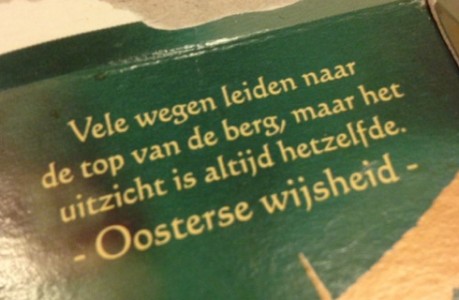 Vele wegen leiden naar
de top van de berg, maar het
uitzicht is altijd hetzelfde.
- Oosterse wijsheid -